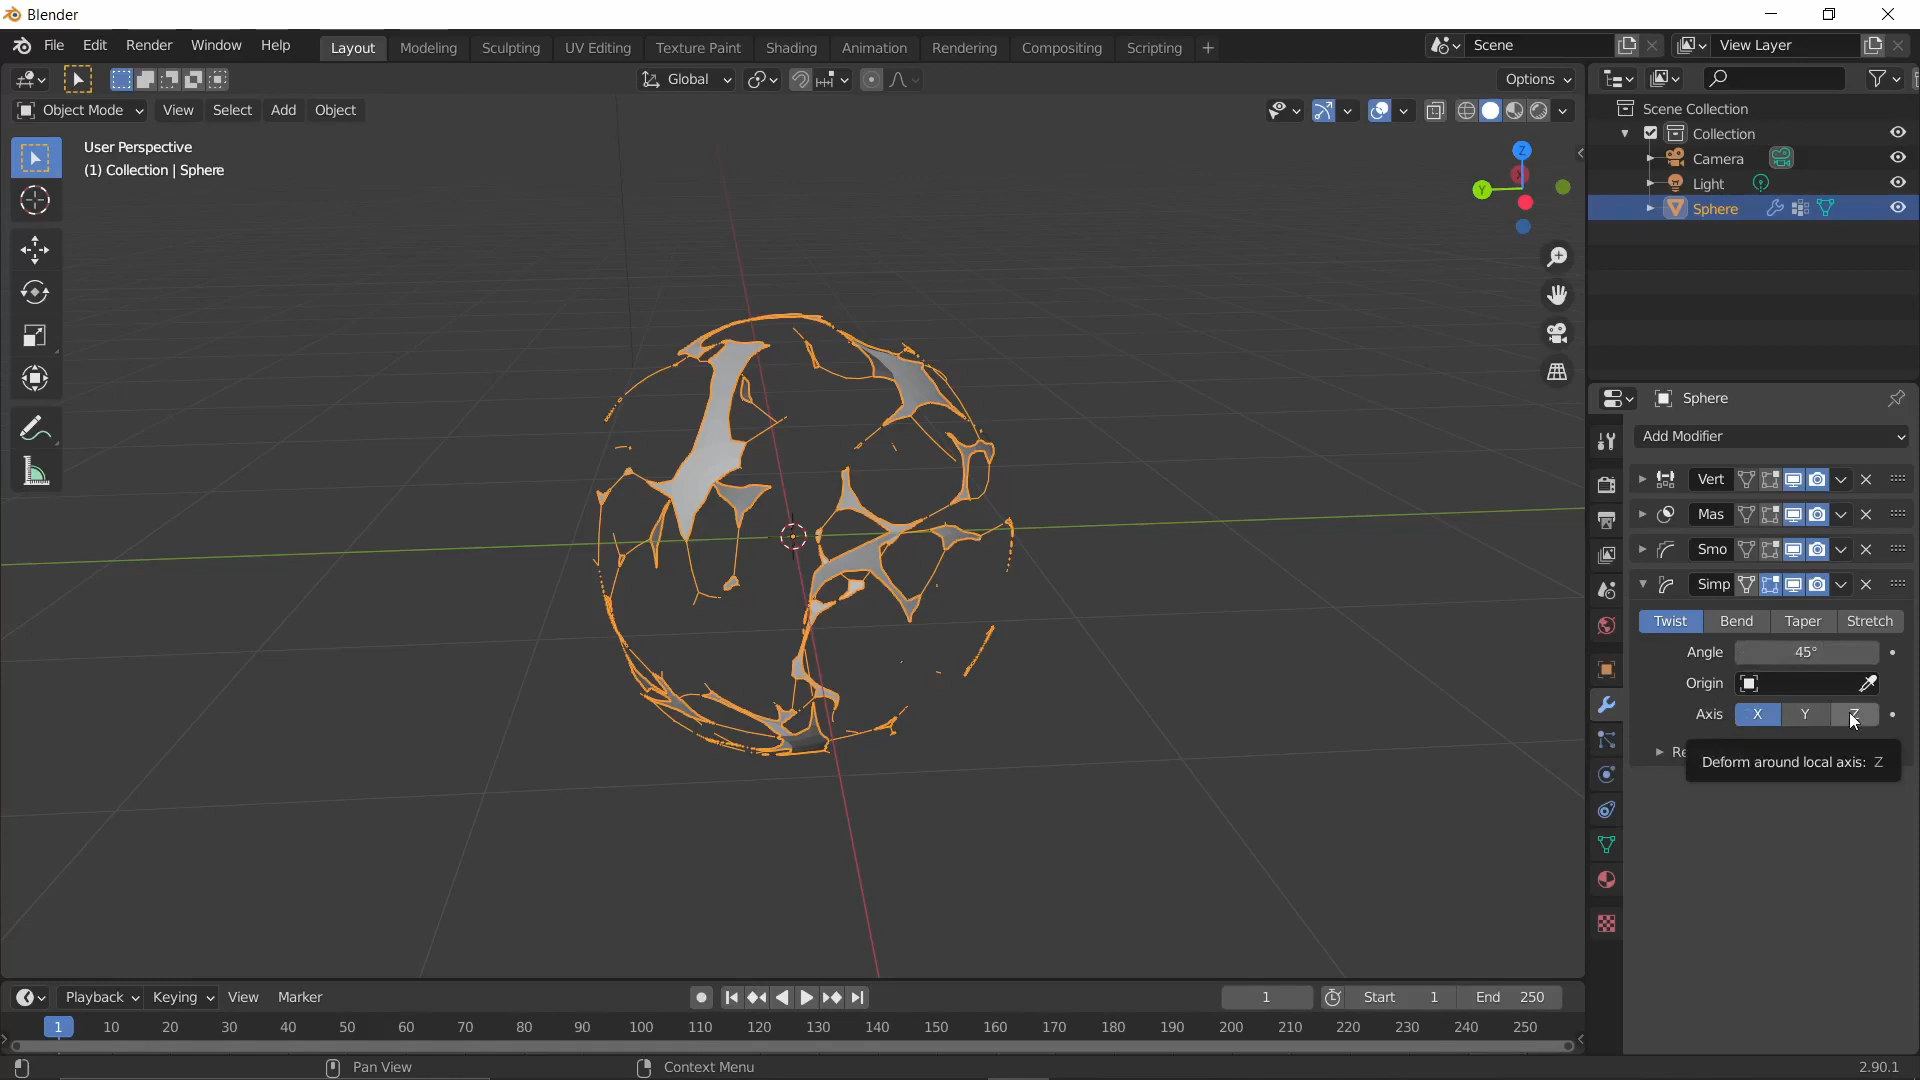 Blender
File Edit Render Window Help Layout Modeling Sculpting UV Editing Texture Paint Shading Animation Rendering Compositing Scripting + Scene View Layer
Global Options
Object Mode View Select Add Object
User Perspective
(1) Collection | Sphere
Z
Y
Scene Collection
Collection
Camera
Light
Sphere
Sphere
Add Modifier
Vert
Mas
Smo
Simp
Twist Bend Taper Stretch
Angle 45°
Origin
Axis X Y Z
Re
Deform around local axis: Z
Playback Keying View Marker 1 Start 1 End 250
1 10 20 30 40 50 60 70 80 90 100 110 120 130 140 150 160 170 180 190 200 210 220 230 240 250
Pan View Context Menu 2.90.1